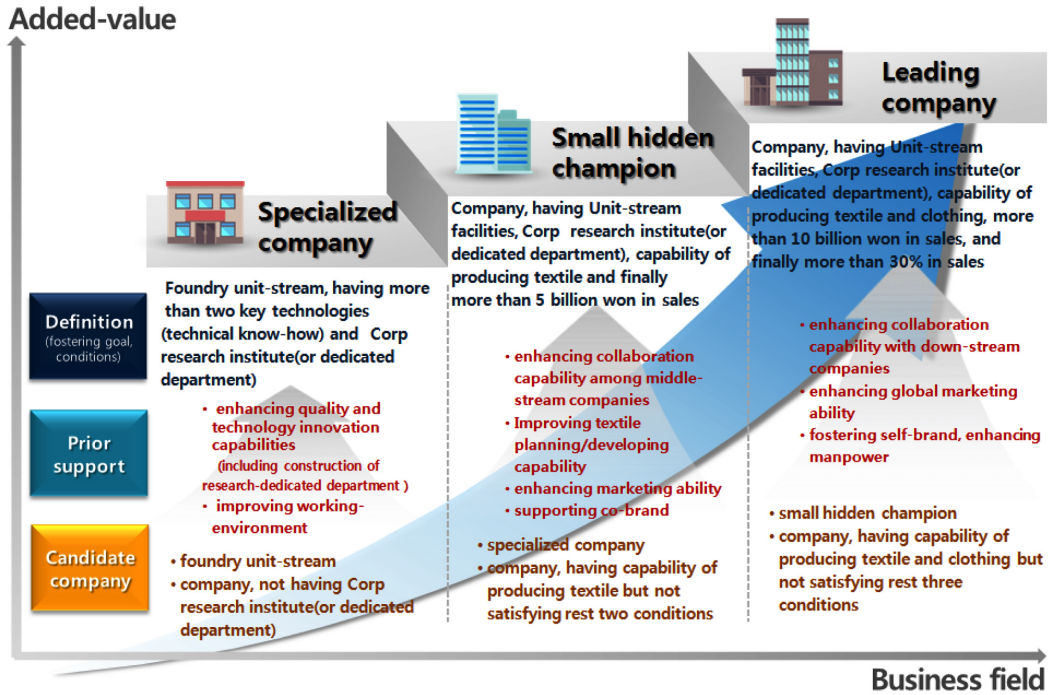 Added-value
Leading
company
Small hidden
champion
Specialized
company
Definition
(fostering goal,
conditions)
Foundry unit-stream, having more
than two key technologies
(technical know-how) and Corp
research institute(or dedicated
department)
Company, having Unit-stream
facilities, Corp research institute(or
dedicated department), capability of
producing textile and finally
more than 5 billion won in sales
Company, having Unit-stream
facilities, Corp research institute(or
dedicated department), capability of
producing textile and clothing, more
than 10 billion won in sales, and
finally more than 30% in sales
Prior
support
• enhancing quality and
technology innovation
capabilities
(including construction of
research-dedicated department )
• improving working-
environment
• enhancing collaboration
capability among middle-
stream companies
• Improving textile
planning/developing
capability
• enhancing marketing ability
• supporting co-brand
• enhancing collaboration
capability with down-stream
companies
• enhancing global marketing
ability
• fostering self-brand, enhancing
manpower
Candidate
company
• foundry unit-stream
• company, not having Corp
research institute(or dedicated
department)
• specialized company
• company, having capability of
producing textile but not
satisfying rest two conditions
• small hidden champion
• company, having capability of
producing textile and clothing but
not satisfying rest three
conditions
Business field